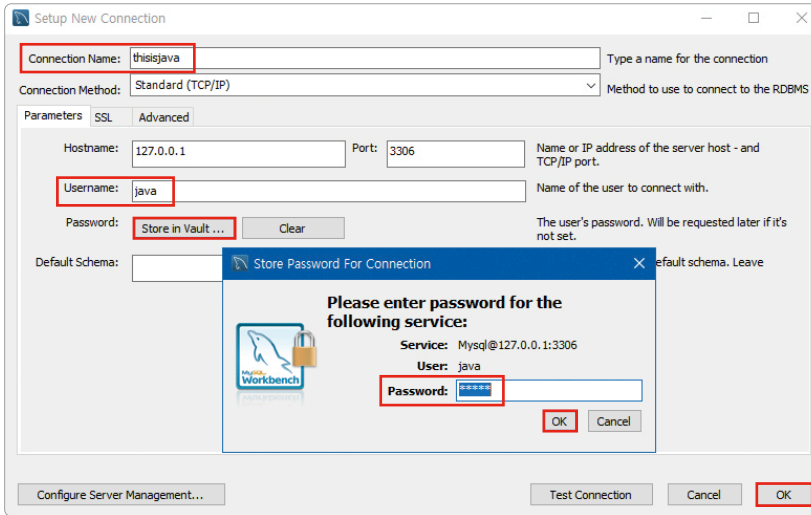 Setup New Connection
Connection Name: thisisjava Type a name for the connection
Connection Method: Standard (TCP/IP) Method to use to connect to the RDBMS
Parameters SSL Advanced
Hostname: 127.0.0.1 Port: 3306 Name or IP address of the server host - and
TCP/IP port.
Username: java Name of the user to connect with.
Password: Store in Vault ... Clear The user's password. Will be requested later if it's
not set.
Default Schema: efault schema. Leave
Store Password For Connection
Please enter password for the
following service:
Service: Mysql@127.0.0.1:3306
User: java
Password: *****
MySQL
Workbench
OK Cancel
Configure Server Management... Test Connection Cancel OK